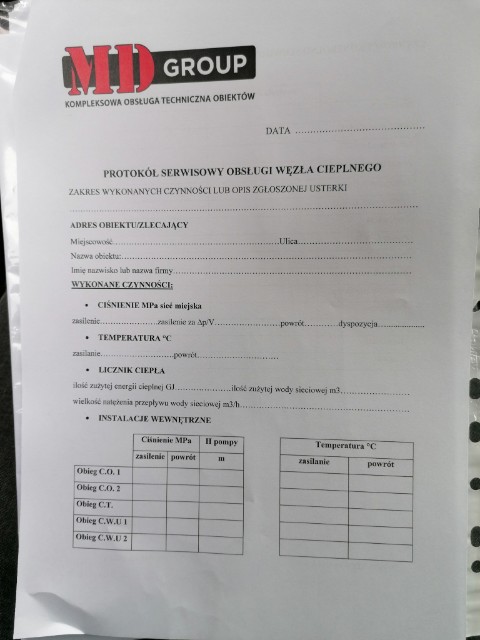 MD GROUP
KOMPLEKSOWA OBSŁUGA TECHNICZNA OBIEKTÓW
DATA ........................................
PROTOKÓŁ SERWISOWY OBSŁUGI WĘZŁA CIEPLNEGO
ZAKRES WYKONANYCH CZYNNOŚCI LUB OPIS ZGŁOSZONEJ USTERKI
................................................................................
ADRES OBIEKTU/ZLECAJĄCY
Miejscowość........................................Ulica........................................
Nazwa obiektu:................................................................................
Imię nazwisko lub nazwa firmy........................................................................
WYKONANE CZYNNOŚCI:
• CIŚNIENIE MPa sieć miejska
zasilenie....................zasilenie za Δp/V......................powrót............dyspozycja................
• TEMPERATURA °C
zasilanie.........................powrót............................
• LICZNIK CIEPŁA
ilość zużytej energii cieplnej GJ....................ilość zużytej wody sieciowej m3........................
wielkość natężenia przepływu wody sieciowej m3/h..................................................
• INSTALACJE WEWNĘTRZNE
Ciśnienie MPa H pompy Temperatura °C
zasilenie powrót m zasilanie powrót
Obieg C.O. 1
Obieg C.O. 2
Obieg C.T.
Obieg C.W.U 1
Obieg C.W.U 2